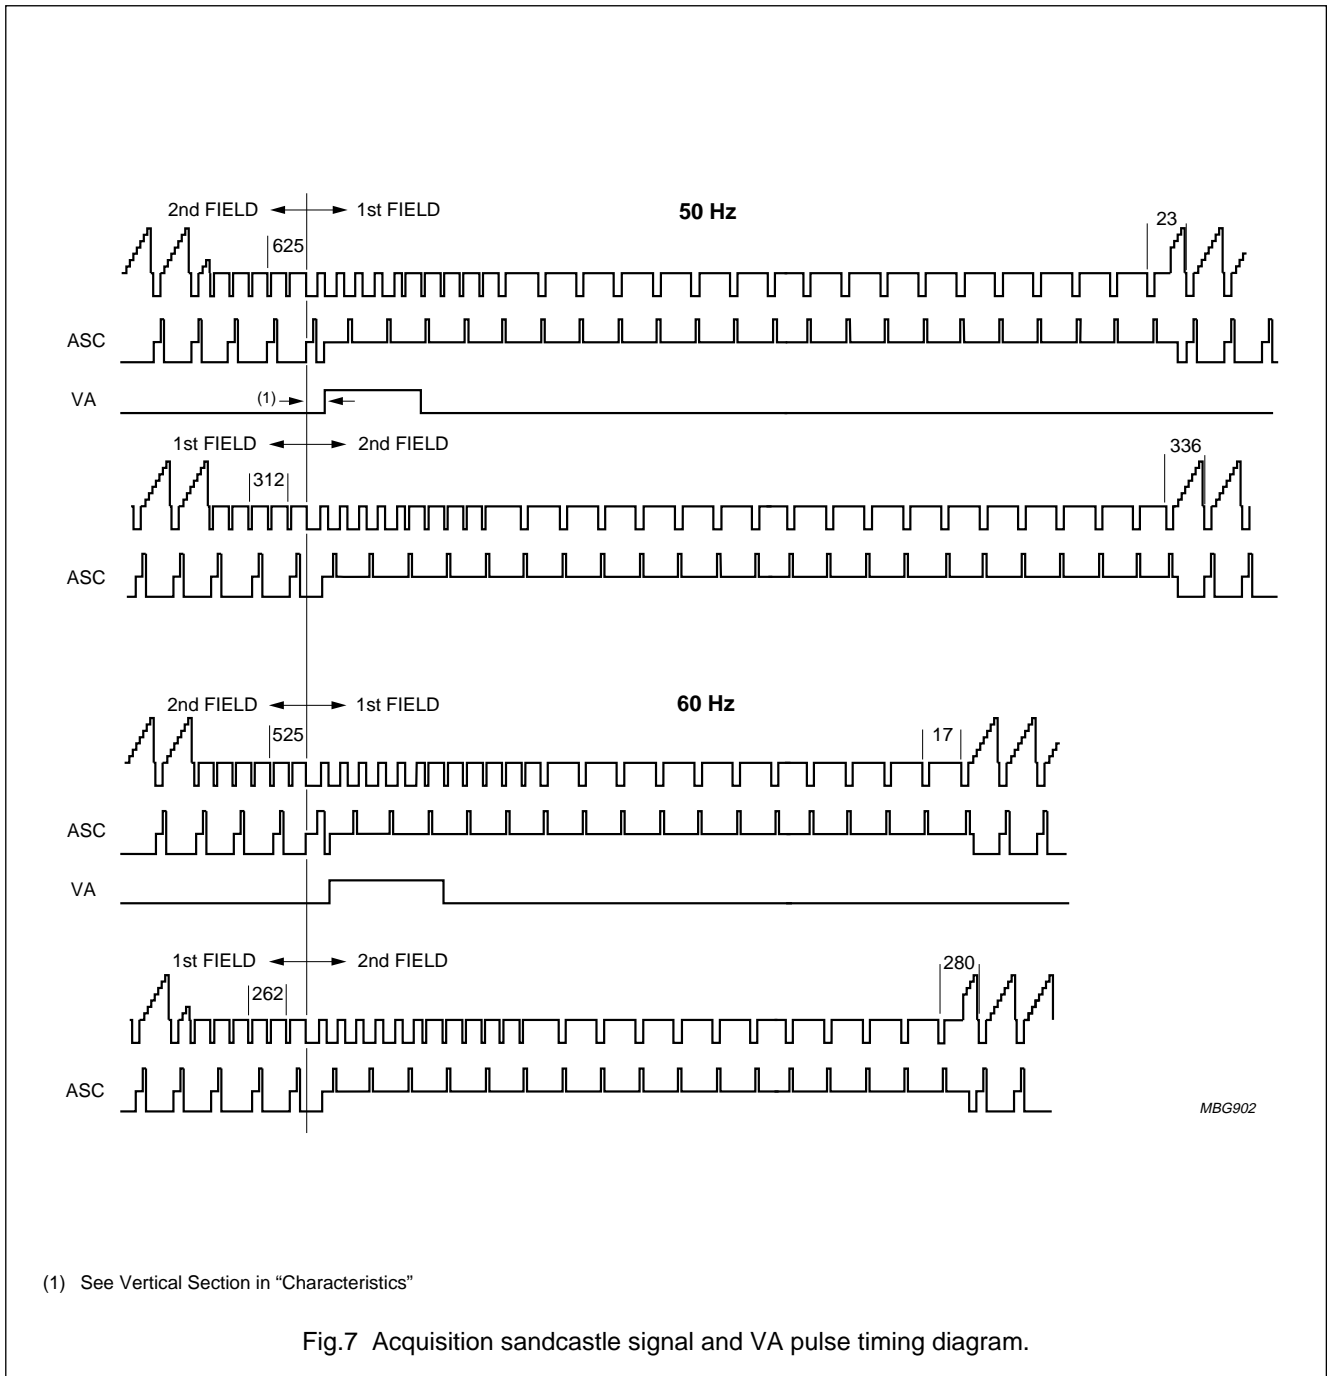 2nd FIELD 1st FIELD 50 Hz
23
625
ASC
VA (1)
1st FIELD 2nd FIELD
336
312
ASC
2nd FIELD 1st FIELD 60 Hz
525 17
ASC
VA
1st FIELD 2nd FIELD
280
262
ASC
MBG902
(1) See Vertical Section in “Characteristics”
Fig.7 Acquisition sandcastle signal and VA pulse timing diagram.